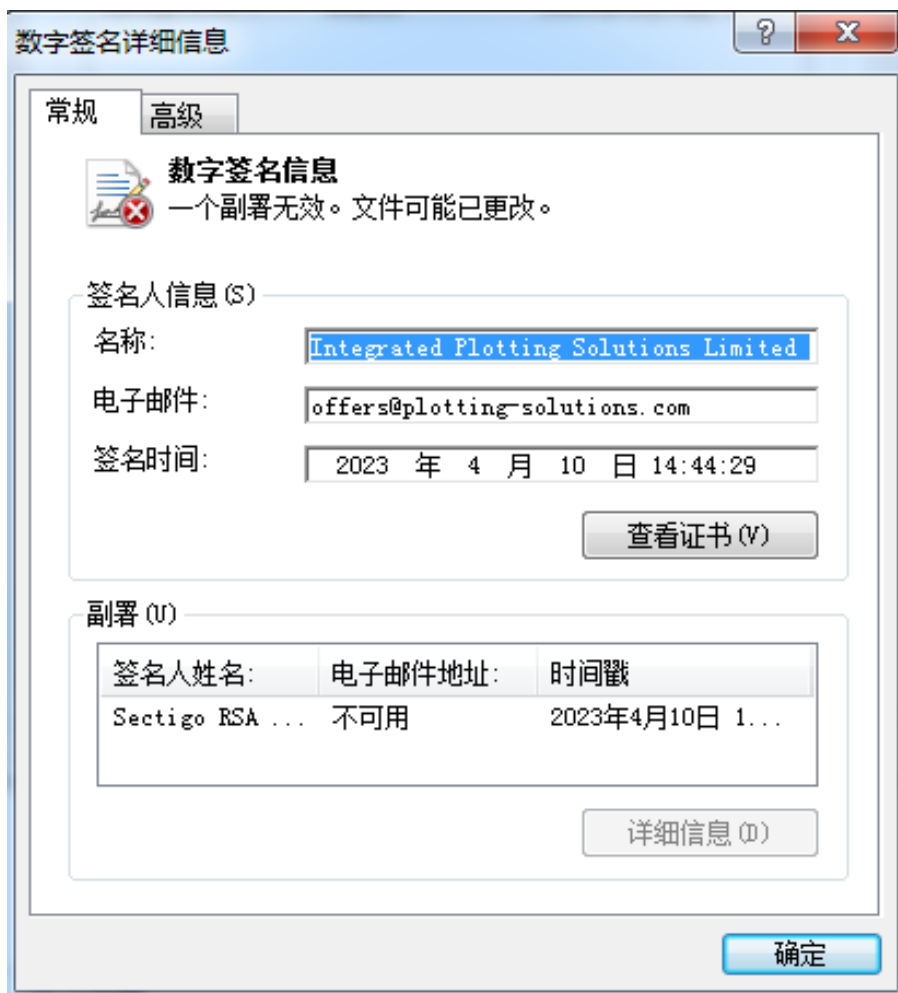 数字签名详细信息
常规
高级
数字签名信息
一个副署无效。文件可能已更改。
签名人信息(S)
名称:
Integrated Plotting Solutions Limited
电子邮件:
offers@plotting-solutions.com
签名时间:
2023 年 4 月 10 日 14:44:29
查看证书(V)
副署(U)
签名人姓名: 电子邮件地址: 时间戳
Sectigo RSA ... 不可用 2023年4月10日 1...
详细信息(D)
确定